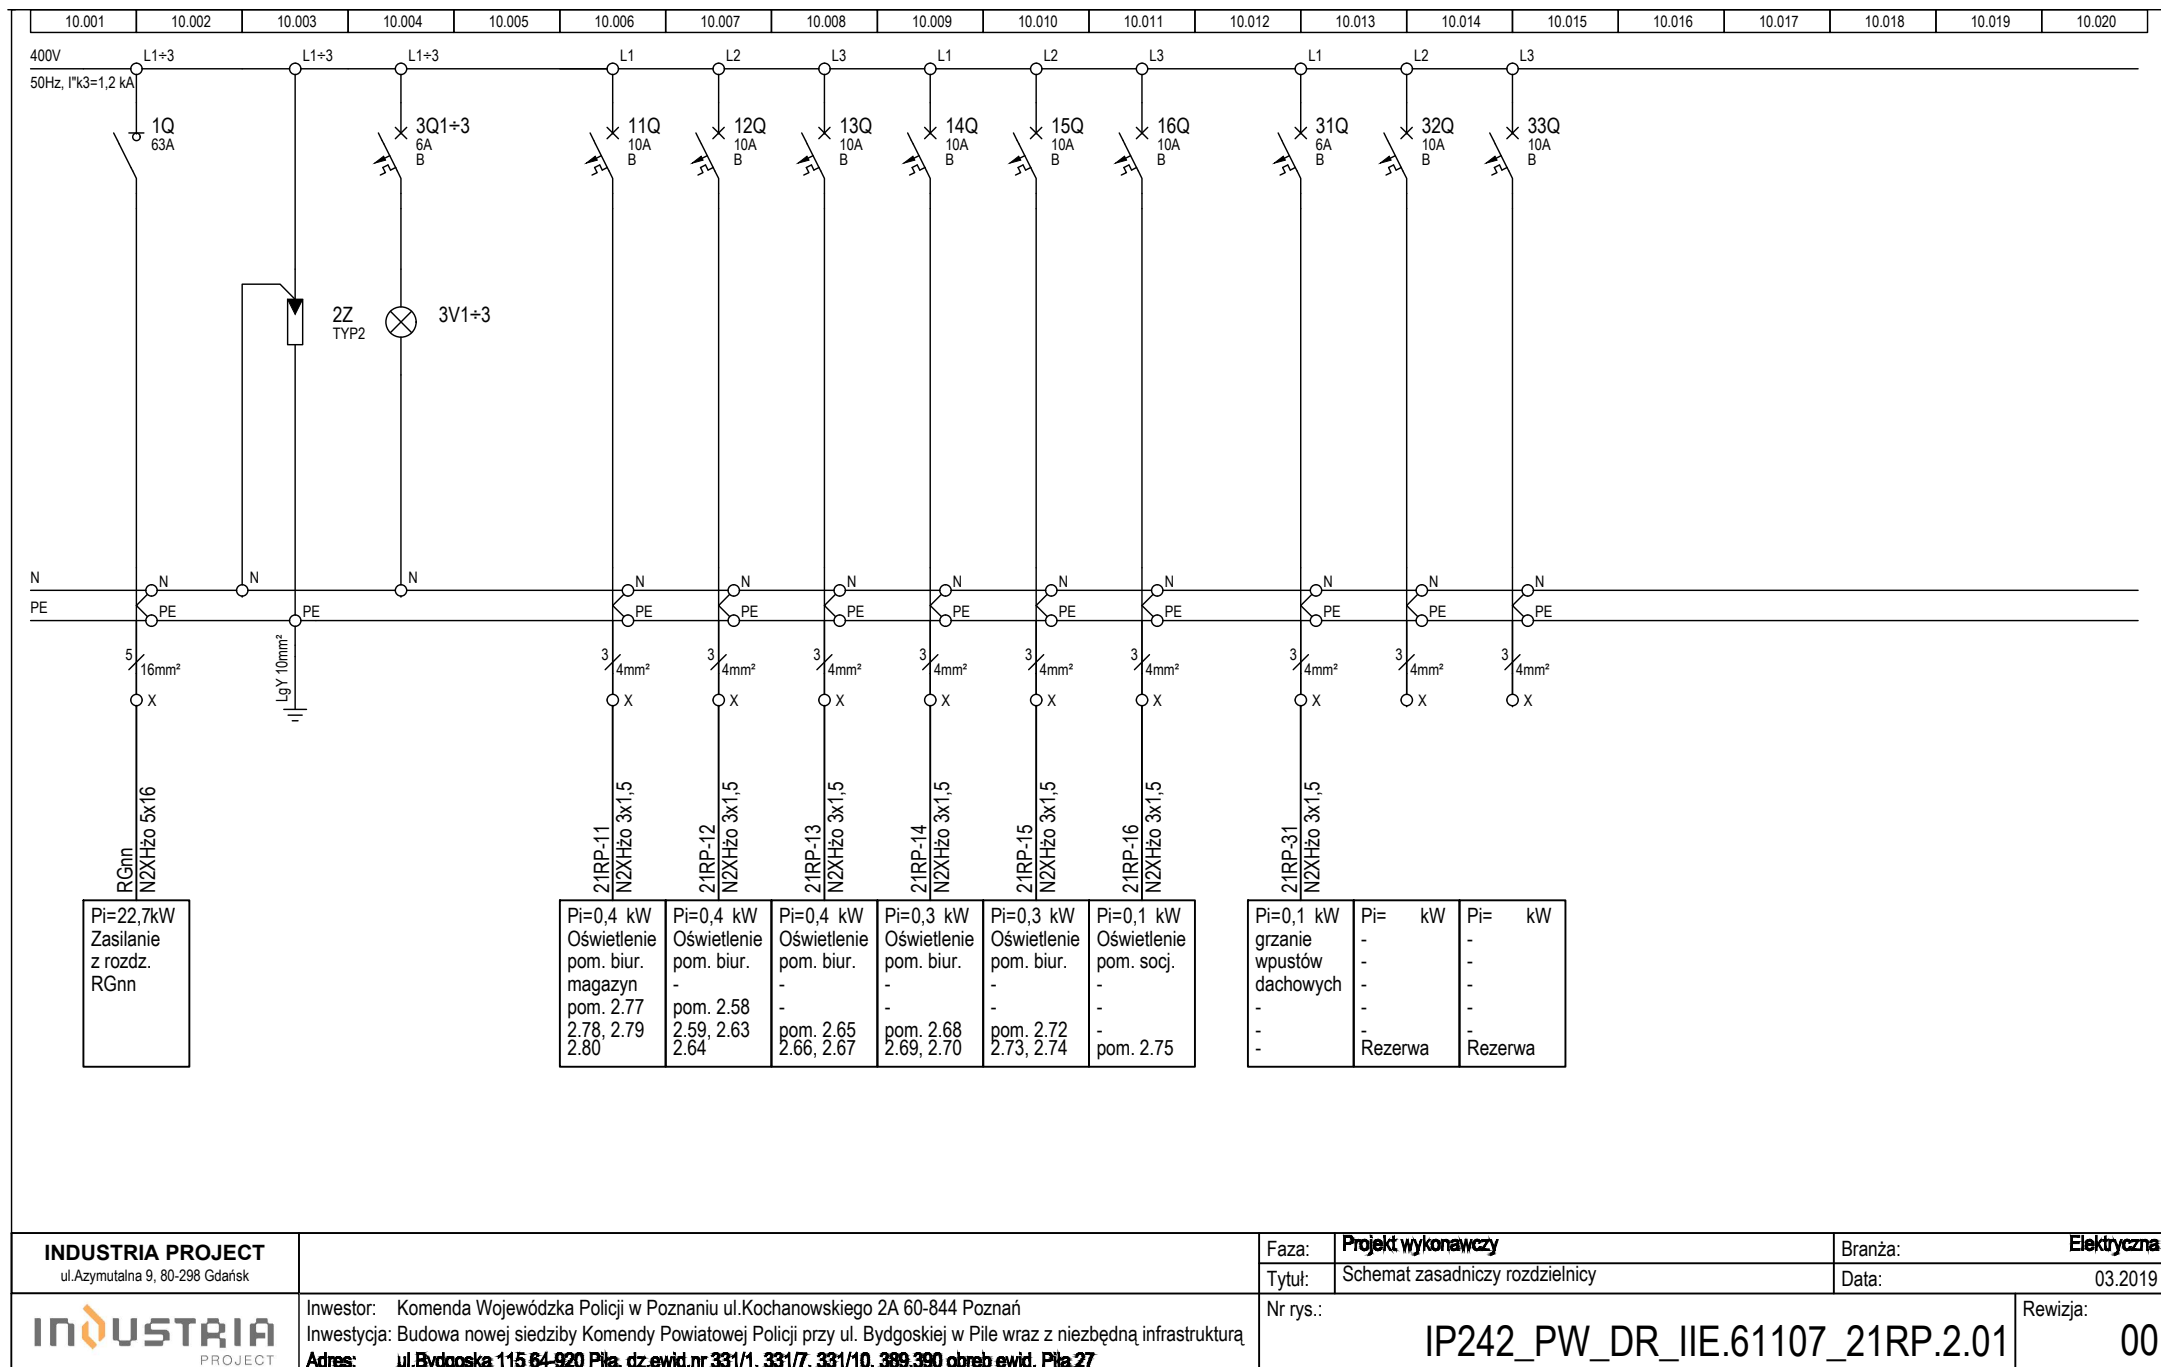 10.001 10.002 10.003 10.004 10.005 10.006 10.007 10.008 10.009 10.010 10.011 10.012 10.013 10.014 10.015 10.016 10.017 10.018 10.019 10.020
400V L1÷3 L1÷3 L1÷3 L1 L2 L3 L1 L2 L3 L1 L2 L3
50Hz, I"k3=1,2 kA
1Q 3Q1÷3 11Q 12Q 13Q 14Q 15Q 16Q 31Q 32Q 33Q
63A 6A 10A 10A 10A 10A 10A 10A 6A 10A 10A
B B B B B B B B B B
2Z 3V1÷3
TYP2
N N N N N N N N N N N N N
PE PE PE PE PE PE PE PE PE PE PE PE
5 3 3 3 3 3 3 3 3 3
16mm² 4mm² 4mm² 4mm² 4mm² 4mm² 4mm² 4mm² 4mm² 4mm²
LgY 10mm²
X X X X X X X X X X
RGnn
N2XHżo 5x16
21RP-11
N2XHżo 3x1,5
21RP-12
N2XHżo 3x1,5
21RP-13
N2XHżo 3x1,5
21RP-14
N2XHżo 3x1,5
21RP-15
N2XHżo 3x1,5
21RP-16
N2XHżo 3x1,5
21RP-31
N2XHżo 3x1,5
Pi=22,7kW
Zasilanie
z rozdz.
RGnn
Pi=0,4 kW
Oświetlenie
pom. biur.
magazyn
pom. 2.77
2.78, 2.79
2.80
Pi=0,4 kW
Oświetlenie
pom. biur.
-
pom. 2.58
2.59, 2.63
2.64
Pi=0,4 kW
Oświetlenie
pom. biur.
-
-
pom. 2.65
2.66, 2.67
Pi=0,3 kW
Oświetlenie
pom. biur.
-
-
pom. 2.68
2.69, 2.70
Pi=0,3 kW
Oświetlenie
pom. biur.
-
-
pom. 2.72
2.73, 2.74
Pi=0,1 kW
Oświetlenie
pom. socj.
-
-
-
pom. 2.75
Pi=0,1 kW
grzanie
wpustów
dachowych
-
-
-
Pi= kW
-
-
-
-
-
Rezerwa
Pi= kW
-
-
-
-
-
Rezerwa
INDUSTRIA PROJECT
ul.Azymutalna 9, 80-298 Gdańsk
INDUSTRIA
PROJECT
Inwestor: Komenda Wojewódzka Policji w Poznaniu ul.Kochanowskiego 2A 60-844 Poznań
Inwestycja: Budowa nowej siedziby Komendy Powiatowej Policji przy ul. Bydgoskiej w Pile wraz z niezbędną infrastrukturą
Adres: ul.Bydgoska 115 64-920 Piła, dz.ewid.nr 331/1, 331/7, 331/10, 389,390 obręb ewid. Piła 27
Faza: Projekt wykonawczy Branża: Elektryczna
Tytuł: Schemat zasadniczy rozdzielnicy Data: 03.2019
Nr rys.: IP242_PW_DR_IIE.61107_21RP.2.01 Rewizja: 00